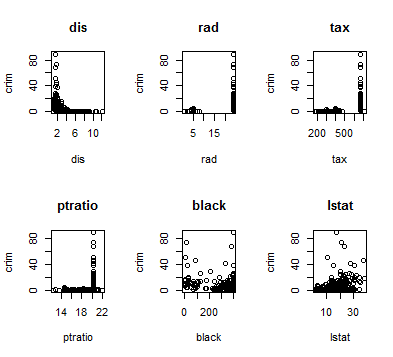 dis
rad
tax
crim
0 40 80
2 6 10
dis
crim
0 40 80
5 15
rad
crim
0 40 80
200 500
tax
ptratio
black
lstat
crim
0 40 80
14 18 22
ptratio
crim
0 40 80
0 200
black
crim
0 40 80
10 30
lstat